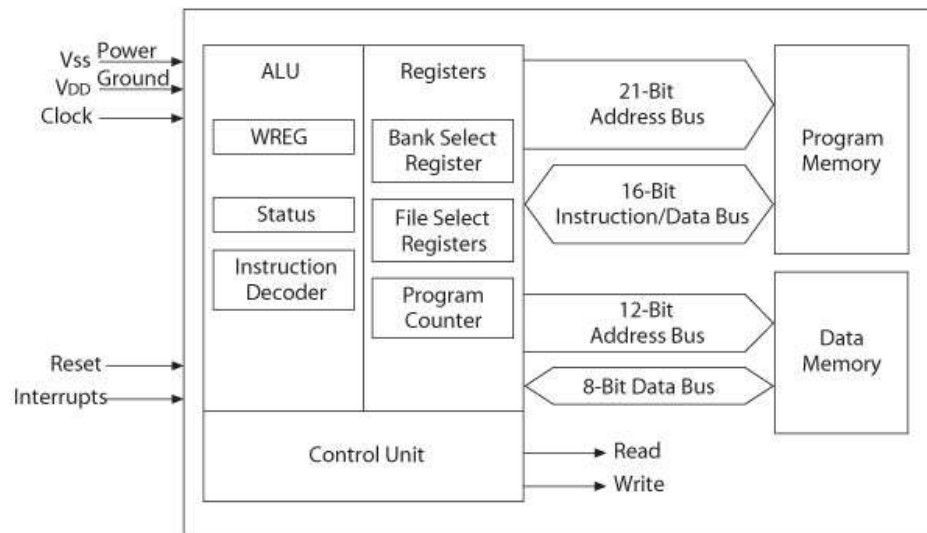 Vss Power
VDD Ground
Clock
Reset
Interrupts
ALU
WREG
Status
Instruction
Decoder
Registers
Bank Select
Register
File Select
Registers
Program
Counter
Control Unit
21-Bit
Address Bus
16-Bit
Instruction/Data Bus
Program
Memory
12-Bit
Address Bus
8-Bit Data Bus
Data
Memory
Read
Write